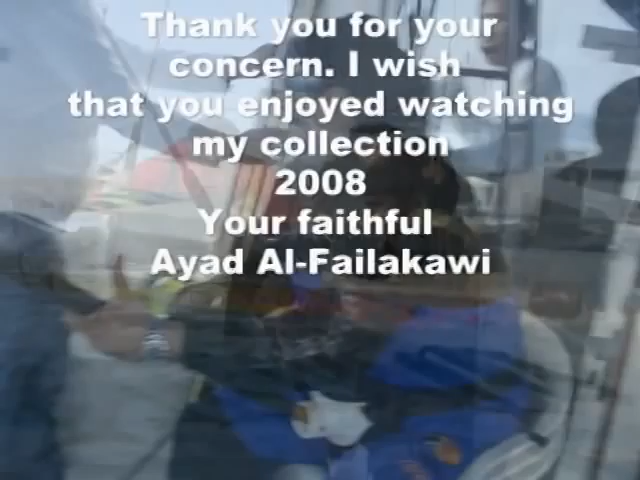 Thank you for your
concern. I wish
that you enjoyed watching
my collection
2008
Your faithful
Ayad Al-Failakawi